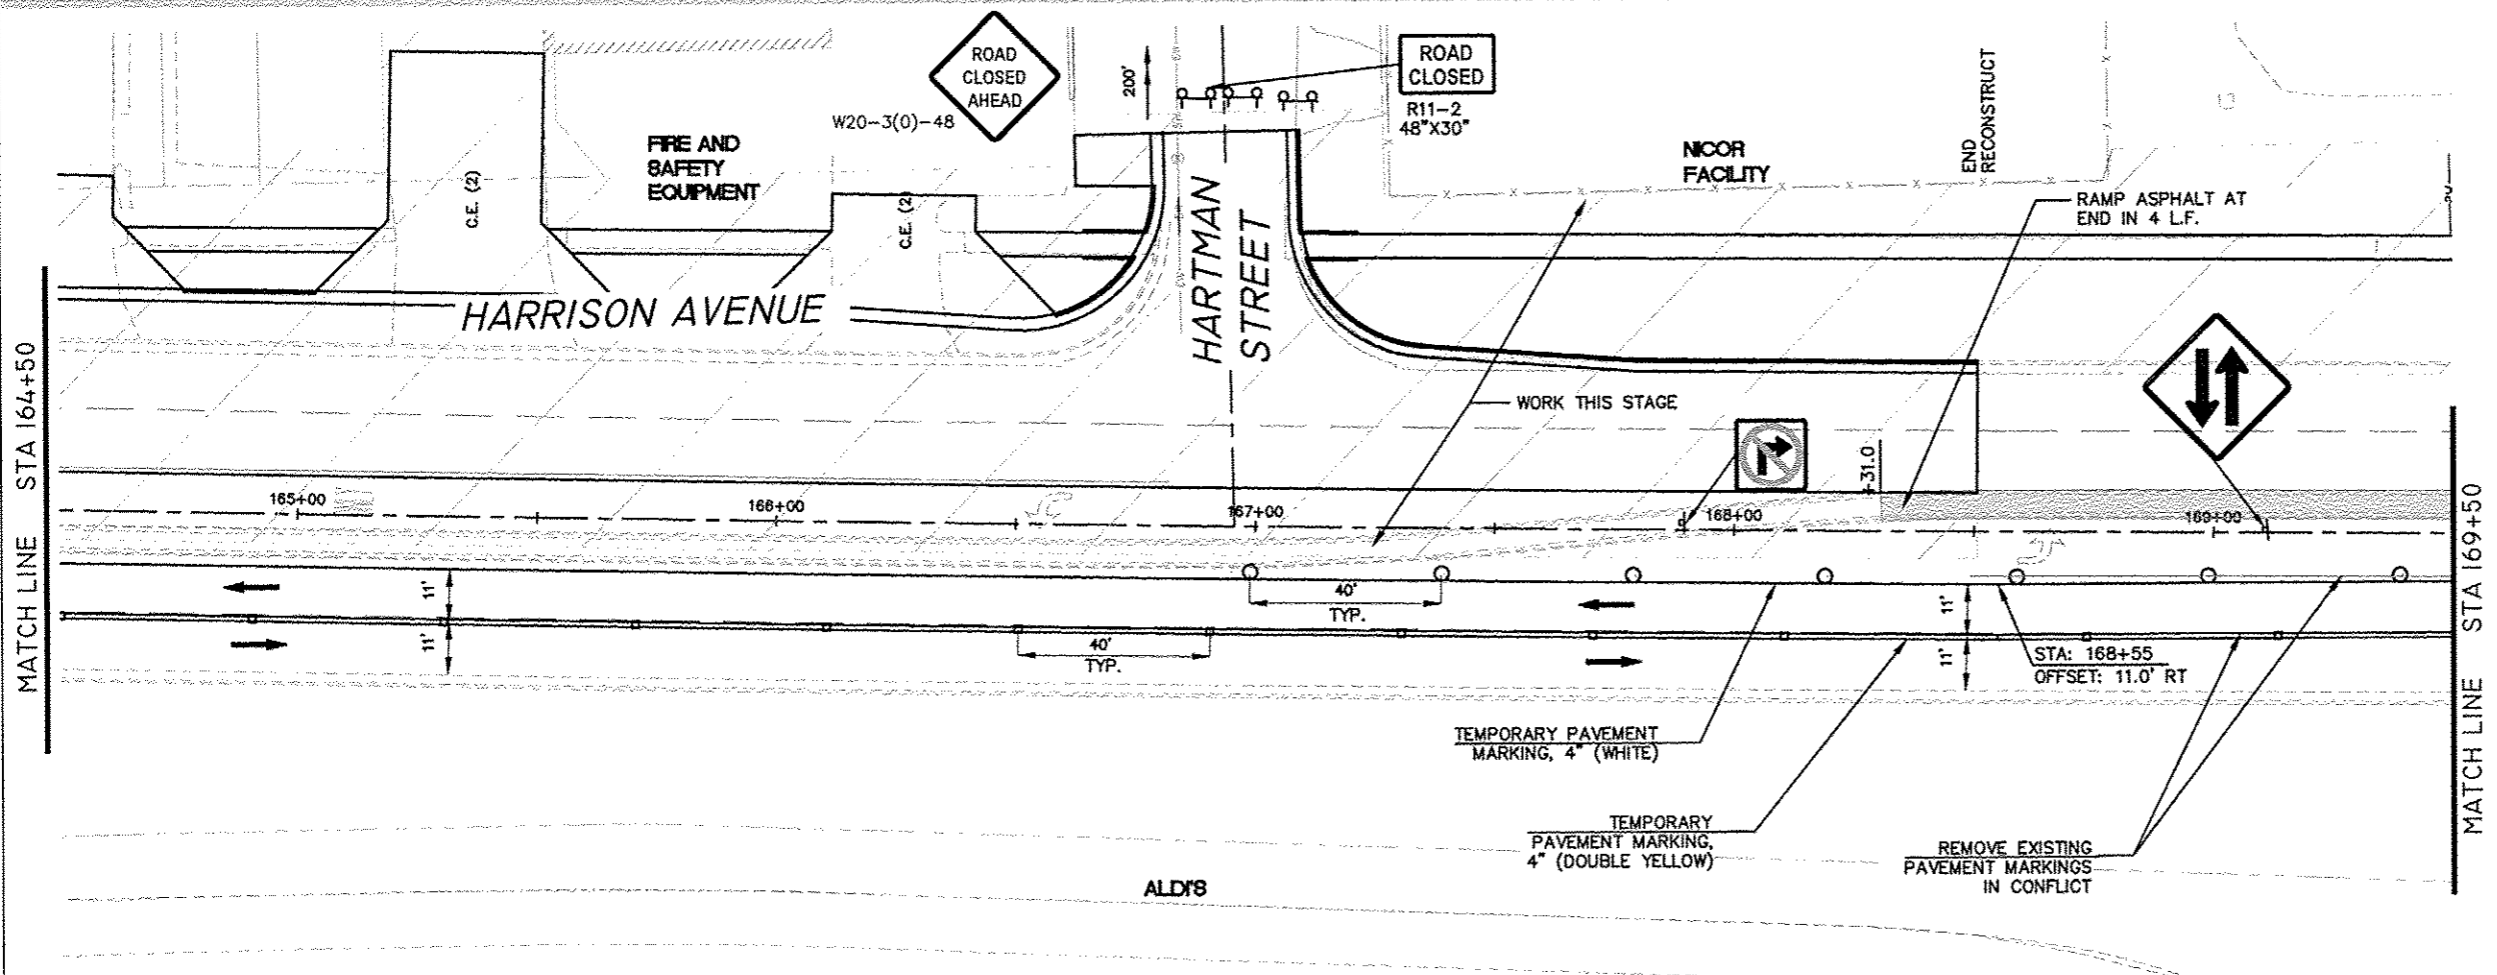 ROAD
CLOSED
AHEAD
W20-3(O)-48
200'
ROAD
CLOSED
R11-2
48"X30"
FIRE AND
SAFETY
EQUIPMENT
C.E. (2)
C.E. (2)
NICOR
FACILITY
END
RECONSTRUCT
RAMP ASPHALT AT
END IN 4 L.F.
HARRISON AVENUE
HARTMAN
STREET
WORK THIS STAGE
+31.0
MATCH LINE STA 164+50
165+00
166+00
167+00
168+00
169+00
MATCH LINE STA 169+50
11'
11'
40'
TYP.
40'
TYP.
11'
11'
STA: 168+55
OFFSET: 11.0' RT
TEMPORARY PAVEMENT
MARKING, 4" (WHITE)
TEMPORARY
PAVEMENT MARKING,
4" (DOUBLE YELLOW)
REMOVE EXISTING
PAVEMENT MARKINGS
IN CONFLICT
ALDI'S